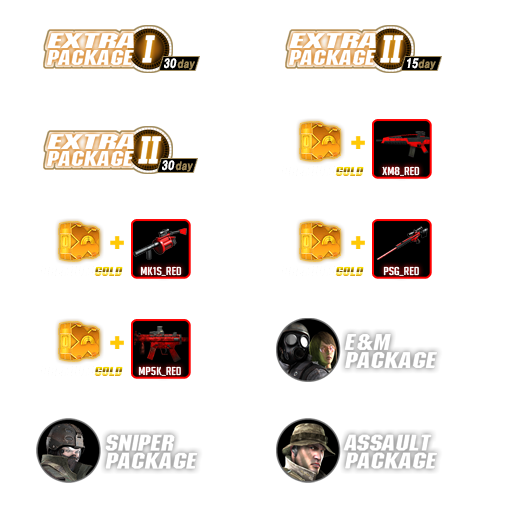 EXTRA
PACKAGE I
30day
EXTRA
PACKAGE II
15day
EXTRA
PACKAGE II
30day
GOLD
XM8_RED
GOLD
MK1S_RED
GOLD
PSG_RED
GOLD
MP5K_RED
E&M
PACKAGE
SNIPER
PACKAGE
ASSAULT
PACKAGE